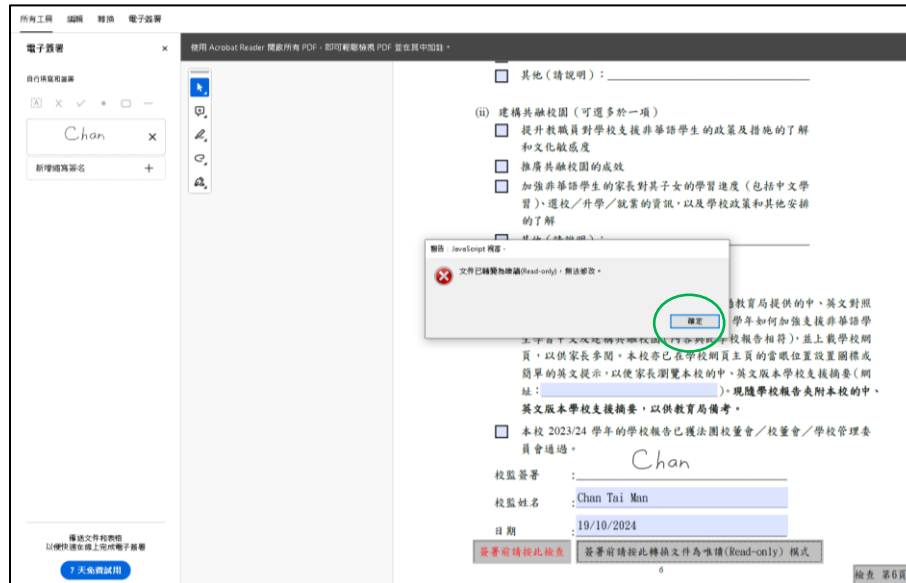 所有工具 編輯 轉換 電子簽署
電子簽署
使用 Acrobat Reader 開啟所有 PDF，即可輕鬆檢視 PDF 並在其中加註。
自行填寫和簽署
Chan
新增縮寫簽名
獲送文件和表格
以便快速在線上完成電子簽署
7 天免費試用
其他（請說明）：
(ii) 建構共融校園（可選多於一項）
提升教職員對學校支援非華語學生的政策及措施的了解
和文化敏感度
推廣共融校園的成效
加強非華語學生的家長對其子女的學習進度（包括中文學
習）、選校／升學／就業的資訊，以及學校政策和其他安排
的了解
警告：JavaScript 視窗 -
文件已轉變為唯讀(Read-only)，無法修改。
確定
教育局提供的中、英文對照
學年如何加強支援非華語學
頁，以供家長參閱。本校亦已在學校網頁主頁的當眼位置設置圖標或
簡單的英文提示，以便家長瀏覽本校的中、英文版本學校支援摘要（網
址： ）。現隨學校報告夾附本校的中、
英文版本學校支援摘要，以供教育局備考。
本校 2023/24 學年的學校報告已獲法團校董會／校董會／學校管理委
員會通過。
校監簽署 : Chan
校監姓名 : Chan Tai Man
日期 : 19/10/2024
簽署前請按此檢查 簽署前請按此轉換文件為唯讀(Read-only) 模式
6
檢查 第6頁